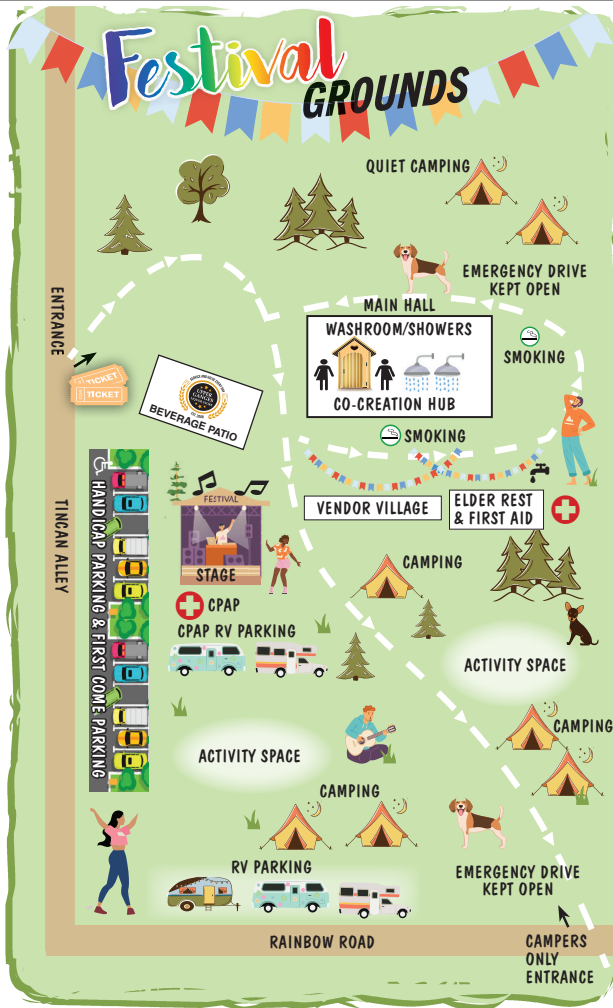 Festival
GROUNDS
QUIET CAMPING
EMERGENCY DRIVE
KEPT OPEN
ENTRANCE
MAIN HALL
WASHROOM/SHOWERS
CO-CREATION HUB
SMOKING
TICKET
TICKET
BEVERAGE PATIO
SMOKING
VENDOR VILLAGE
ELDER REST
& FIRST AID
TINCAN ALLEY
HANDICAP PARKING & FIRST COME PARKING
FESTIVAL
STAGE
CAMPING
CPAP
CPAP RV PARKING
ACTIVITY SPACE
ACTIVITY SPACE
CAMPING
CAMPING
RV PARKING
EMERGENCY DRIVE
KEPT OPEN
RAINBOW ROAD
CAMPERS
ONLY
ENTRANCE